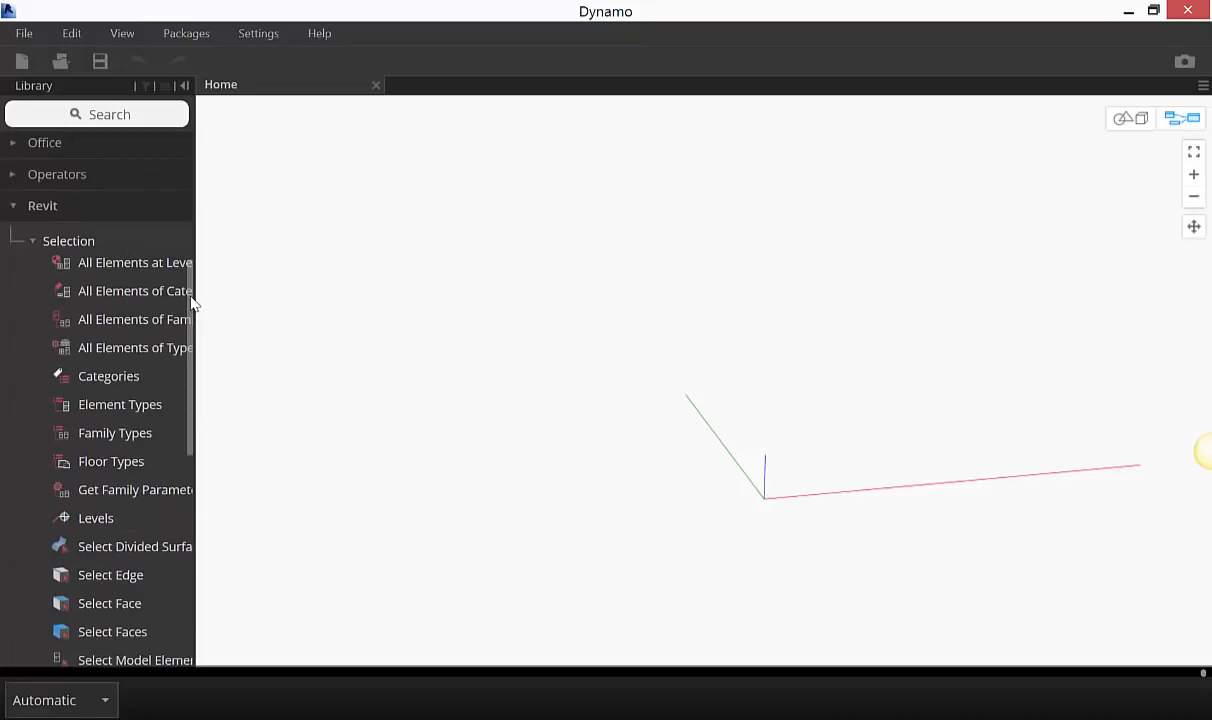 Dynamo
File Edit View Packages Settings Help
Library
Home
Search
Office
Operators
Revit
Selection
All Elements at Leve
All Elements of Cate
All Elements of Fam
All Elements of Type
Categories
Element Types
Family Types
Floor Types
Get Family Paramet
Levels
Select Divided Surfa
Select Edge
Select Face
Select Faces
Select Model Eleme
Automatic